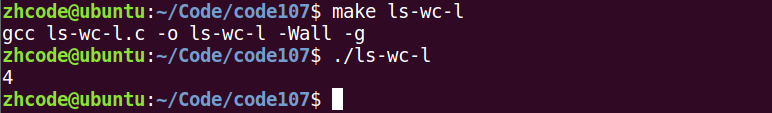 zhcode@ubuntu:~/Code/code107$ make ls-wc-l
gcc ls-wc-l.c -o ls-wc-l -Wall -g
zhcode@ubuntu:~/Code/code107$ ./ls-wc-l
4
zhcode@ubuntu:~/Code/code107$